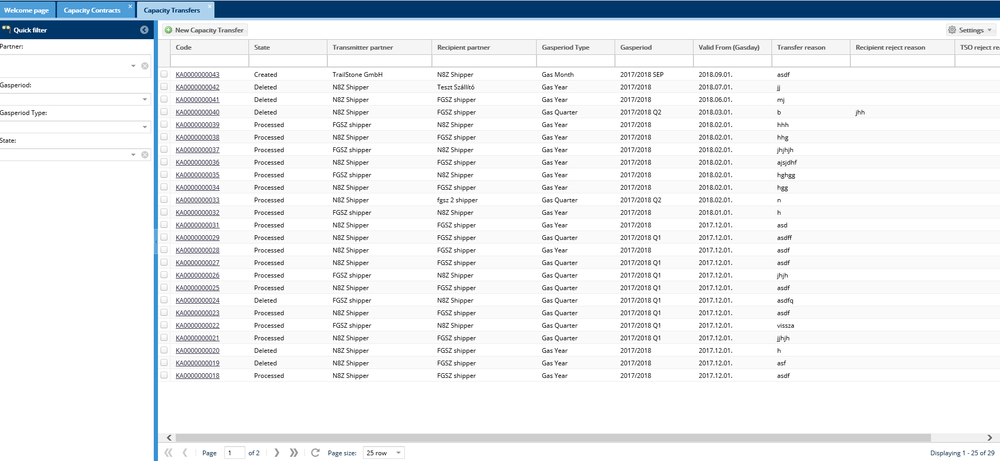 Welcome page Capacity Contracts Capacity Transfers
Quick filter
Partner:
Gasperiod:
Gasperiod Type:
State:
New Capacity Transfer Settings
Code State Transmitter partner Recipient partner Gasperiod Type Gasperiod Valid From (Gasday) Transfer reason Recipient reject reason TSO reject rea
KA0000000043 Created TrailStone GmbH N8Z Shipper Gas Month 2017/2018 SEP 2018.09.01. asdf
KA0000000042 Deleted N8Z Shipper Teszt Szállító Gas Year 2017/2018 2018.07.01. jj
KA0000000041 Deleted N8Z Shipper FGSZ shipper Gas Year 2017/2018 2018.06.01. mj
KA0000000040 Deleted N8Z Shipper FGSZ shipper Gas Quarter 2017/2018 Q2 2018.03.01. b jhh
KA0000000039 Processed FGSZ shipper N8Z Shipper Gas Year 2017/2018 2018.02.01. hhh
KA0000000038 Processed N8Z Shipper FGSZ shipper Gas Year 2017/2018 2018.02.01. hhg
KA0000000037 Processed FGSZ shipper N8Z Shipper Gas Year 2017/2018 2018.02.01. jhjhjh
KA0000000036 Processed N8Z Shipper FGSZ shipper Gas Year 2017/2018 2018.02.01. ajsjdhf
KA0000000035 Processed FGSZ shipper N8Z Shipper Gas Year 2017/2018 2018.02.01. hghgg
KA0000000034 Processed N8Z Shipper FGSZ shipper Gas Year 2017/2018 2018.02.01. hgg
KA0000000033 Processed N8Z Shipper fgsz 2 shipper Gas Quarter 2017/2018 Q2 2018.02.01. n
KA0000000032 Processed FGSZ shipper N8Z Shipper Gas Year 2017/2018 2018.01.01. h
KA0000000031 Processed N8Z Shipper FGSZ shipper Gas Year 2017/2018 2017.12.01. asd
KA0000000029 Processed N8Z Shipper FGSZ shipper Gas Quarter 2017/2018 Q1 2017.12.01. asdff
KA0000000028 Processed N8Z Shipper FGSZ shipper Gas Year 2017/2018 2017.12.01. asdf
KA0000000027 Processed N8Z Shipper FGSZ shipper Gas Quarter 2017/2018 Q1 2017.12.01. asdf
KA0000000026 Processed FGSZ shipper N8Z Shipper Gas Quarter 2017/2018 Q1 2017.12.01. jhjh
KA0000000025 Processed N8Z Shipper FGSZ shipper Gas Quarter 2017/2018 Q1 2017.12.01. asdf
KA0000000024 Deleted FGSZ shipper N8Z Shipper Gas Quarter 2017/2018 Q1 2017.12.01. asdfq
KA0000000023 Processed N8Z Shipper FGSZ shipper Gas Quarter 2017/2018 Q1 2017.12.01. asdf
KA0000000022 Processed FGSZ shipper N8Z Shipper Gas Quarter 2017/2018 Q1 2017.12.01. vissza
KA0000000021 Processed N8Z Shipper FGSZ shipper Gas Quarter 2017/2018 Q1 2017.12.01. jjhjh
KA0000000020 Deleted N8Z Shipper FGSZ shipper Gas Year 2017/2018 2017.12.01. h
KA0000000019 Deleted N8Z Shipper FGSZ shipper Gas Year 2017/2018 2017.12.01. asf
KA0000000018 Processed N8Z Shipper FGSZ shipper Gas Year 2017/2018 2017.12.01. asdf
Page 1 of 2 Page size: 25 row Displaying 1 - 25 of 29